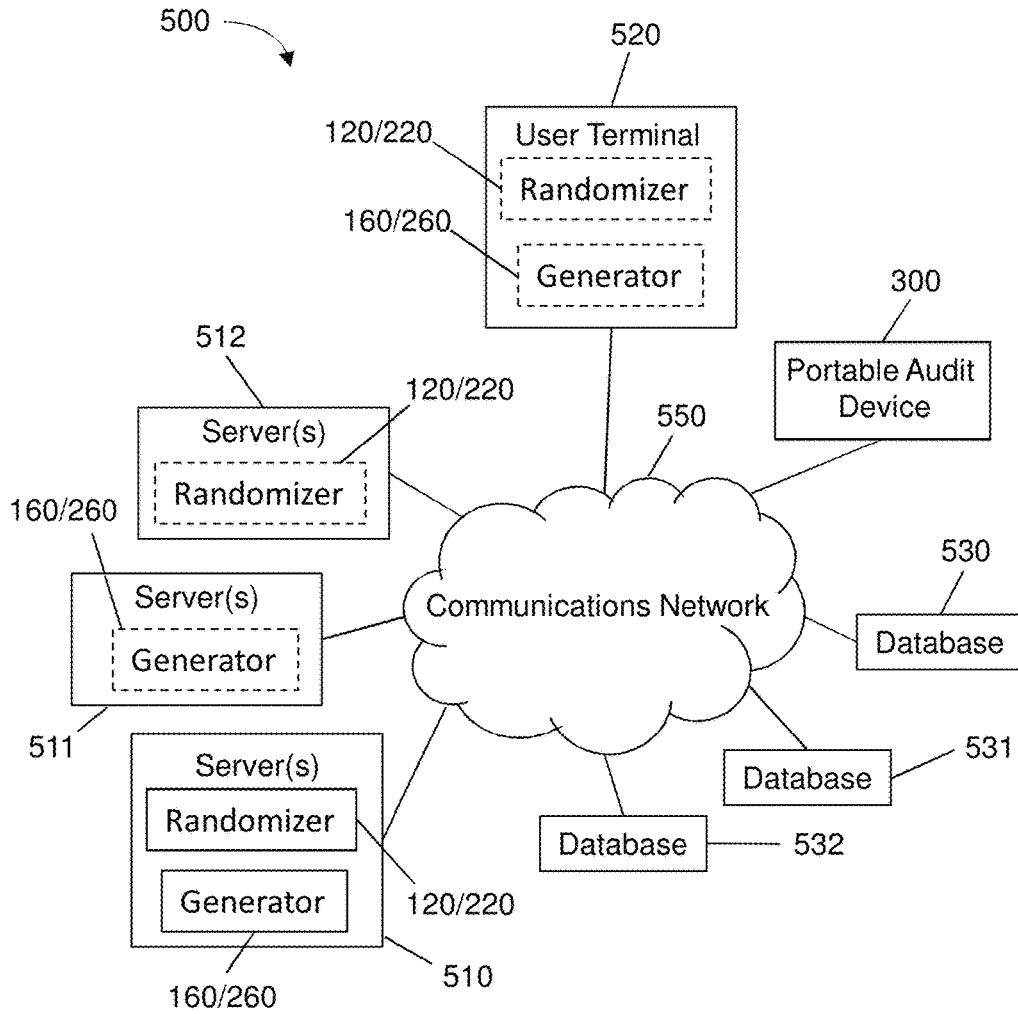 500
520
User Terminal
120/220
Randomizer
160/260
Generator
300
Portable Audit
Device
512
120/220
550
Server(s)
Randomizer
160/260
530
Server(s)
Communications Network
Database
Generator
511
531
Server(s)
Database
Randomizer
Database
532
Generator
120/220
510
160/260